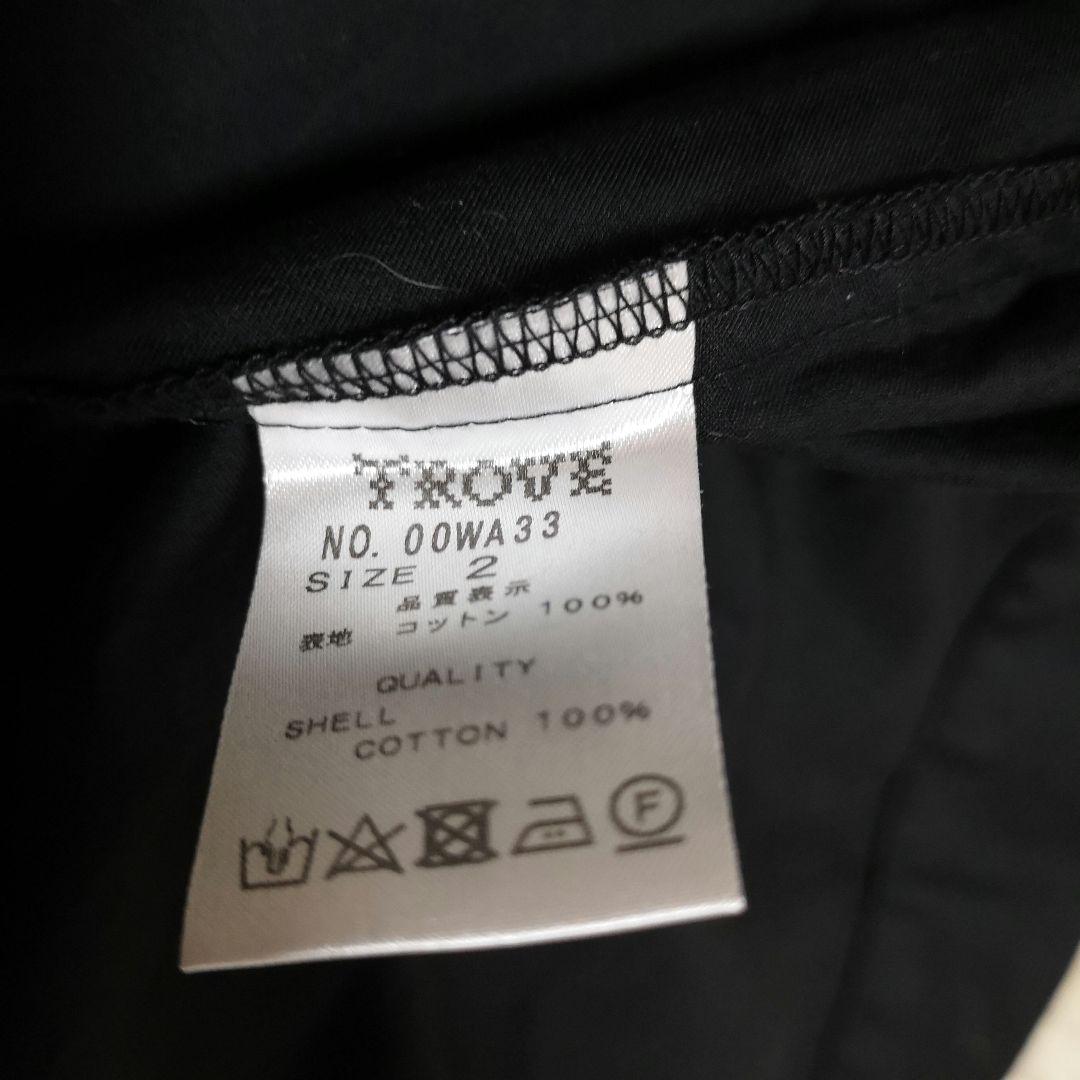 TROVE
NO. 00WA33
SIZE 2
品質表示
表地 コットン 100%
QUALITY
SHELL
COTTON 100%
F